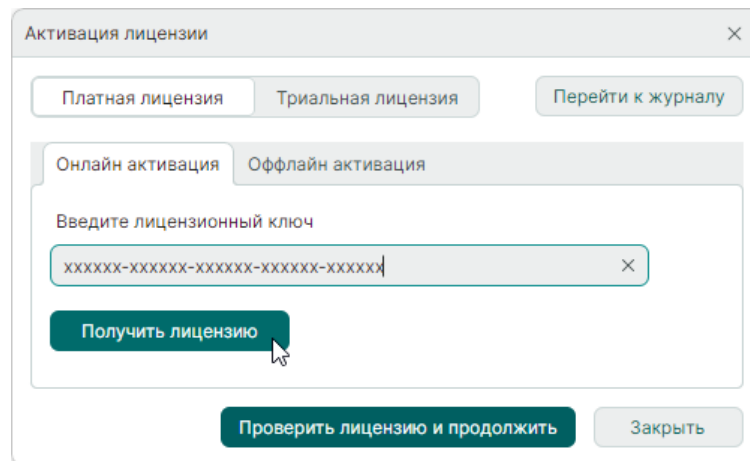 Активация лицензии
Платная лицензия Триальная лицензия Перейти к журналу
Онлайн активация Оффлайн активация
Введите лицензионный ключ
xxxxxx-xxxxxx-xxxxxx-xxxxxx-xxxxxx
Получить лицензию
Проверить лицензию и продолжить Закрыть